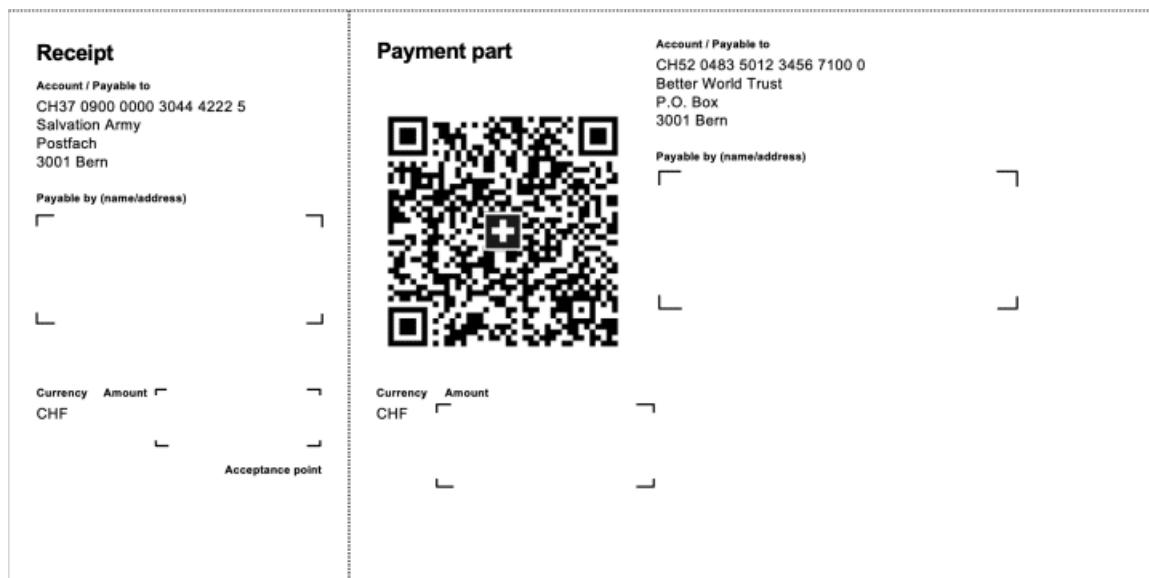 Receipt
Account / Payable to
CH37 0900 0000 3044 4222 5
Salvation Army
Postfach
3001 Bern
Payable by (name/address)
Currency Amount
CHF
Acceptance point
Payment part
Currency Amount
CHF
Account / Payable to
CH52 0483 5012 3456 7100 0
Better World Trust
P.O. Box
3001 Bern
Payable by (name/address)